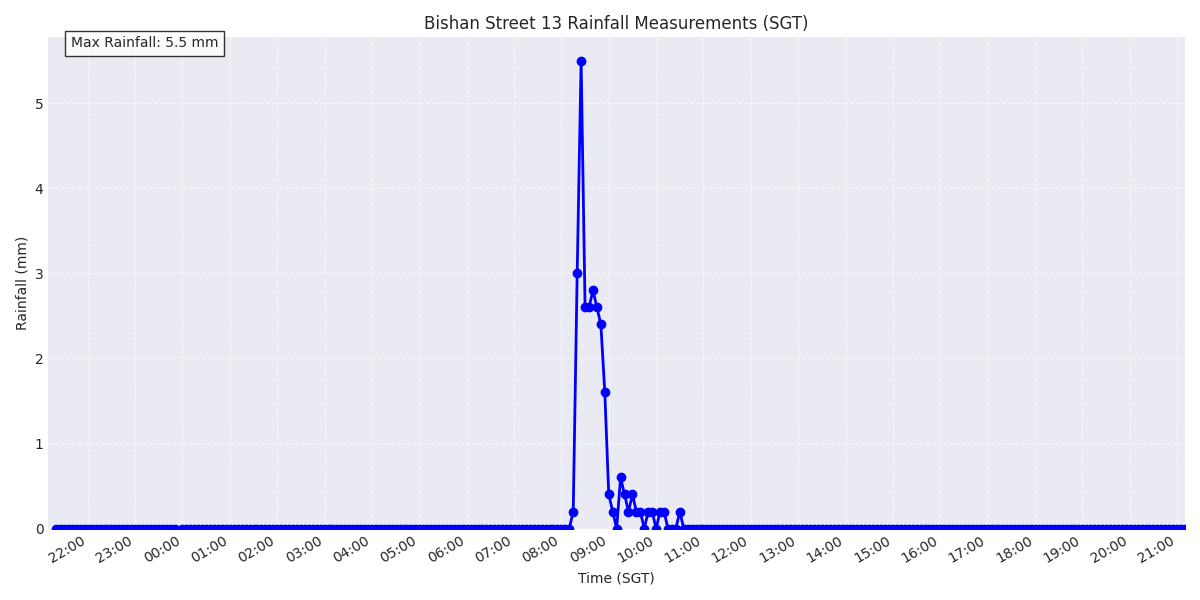 Bishan Street 13 Rainfall Measurements (SGT)
Max Rainfall: 5.5 mm
Rainfall (mm)
5
4
3
2
1
0
22:00 23:00 00:00 01:00 02:00 03:00 04:00 05:00 06:00 07:00 08:00 09:00 10:00 11:00 12:00 13:00 14:00 15:00 16:00 17:00 18:00 19:00 20:00 21:00
Time (SGT)